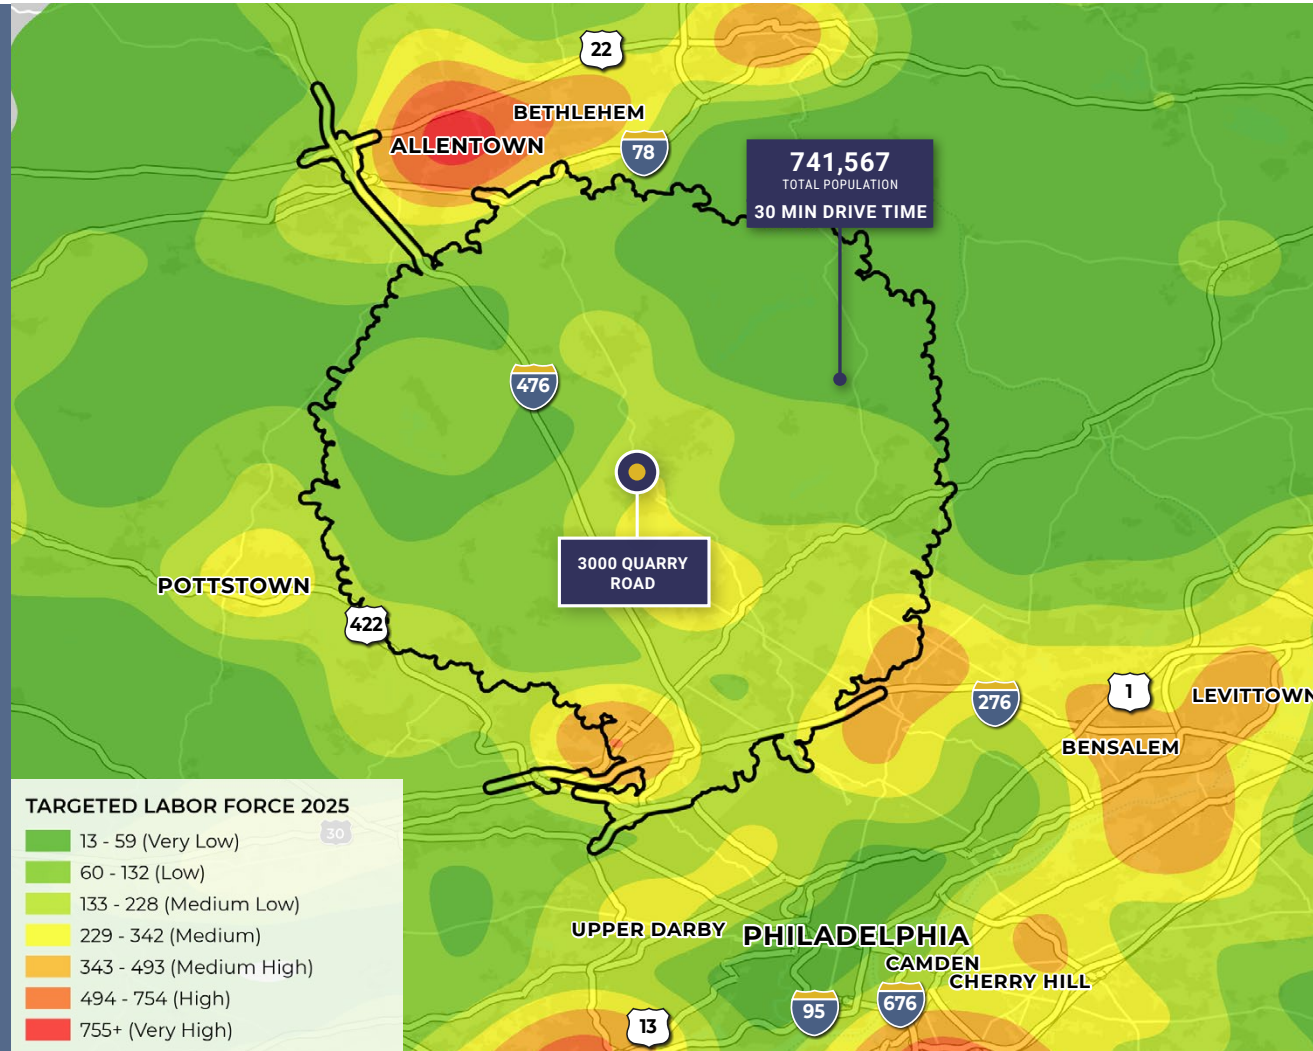 22
BETHLEHEM
ALLENTOWN
78
741,567
TOTAL POPULATION
30 MIN DRIVE TIME
476
3000 QUARRY
ROAD
POTTSTOWN
422
276
1
LEVITTOWN
BENSALEM
TARGETED LABOR FORCE 2025
30
13 - 59 (Very Low)
60 - 132 (Low)
133 - 228 (Medium Low)
229 - 342 (Medium)
343 - 493 (Medium High)
494 - 754 (High)
755+ (Very High)
UPPER DARBY
PHILADELPHIA
CAMDEN
CHERRY HILL
95
676
13